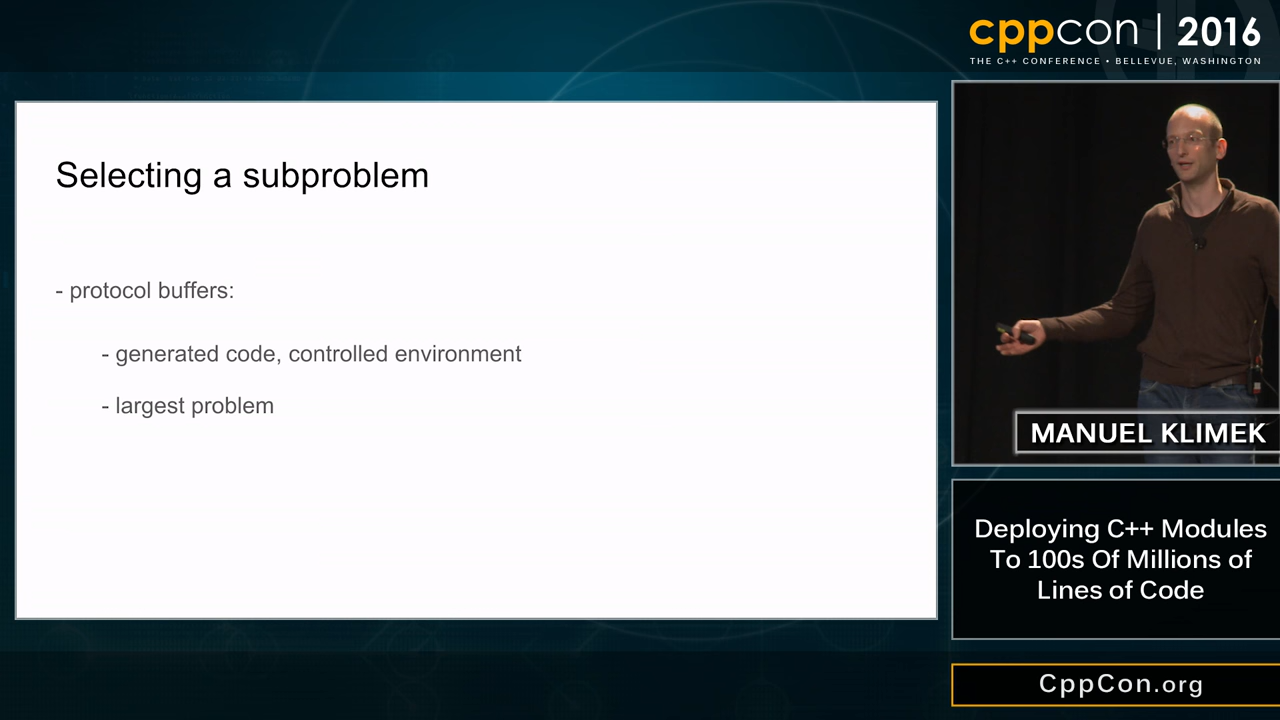 cppcon | 2016
THE C++ CONFERENCE • BELLEVUE, WASHINGTON
Selecting a subproblem
- protocol buffers:
- generated code, controlled environment
- largest problem
MANUEL KLIMEK
Deploying C++ Modules
To 100s Of Millions of
Lines of Code
CppCon.org